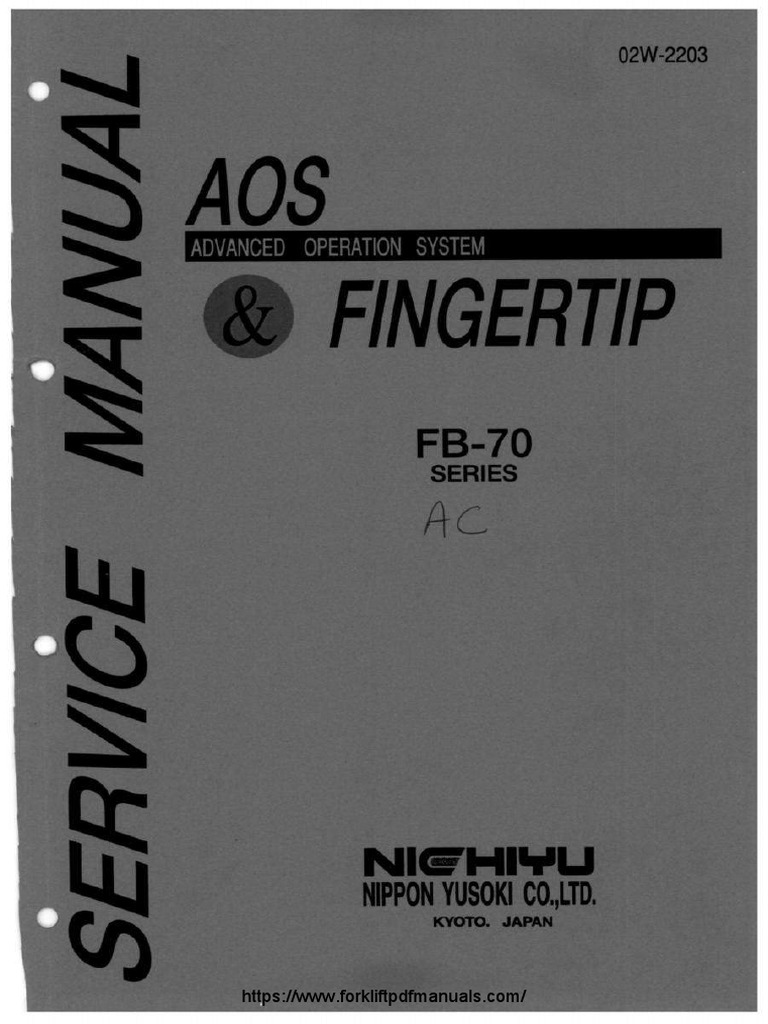 02W-2203
SERVICE MANUAL
AOS
ADVANCED OPERATION SYSTEM
& FINGERTIP
FB-70
SERIES
AC
NICHIYU
NIPPON YUSOKI CO.,LTD.
KYOTO. JAPAN
https://www.forkliftpdfmanuals.com/